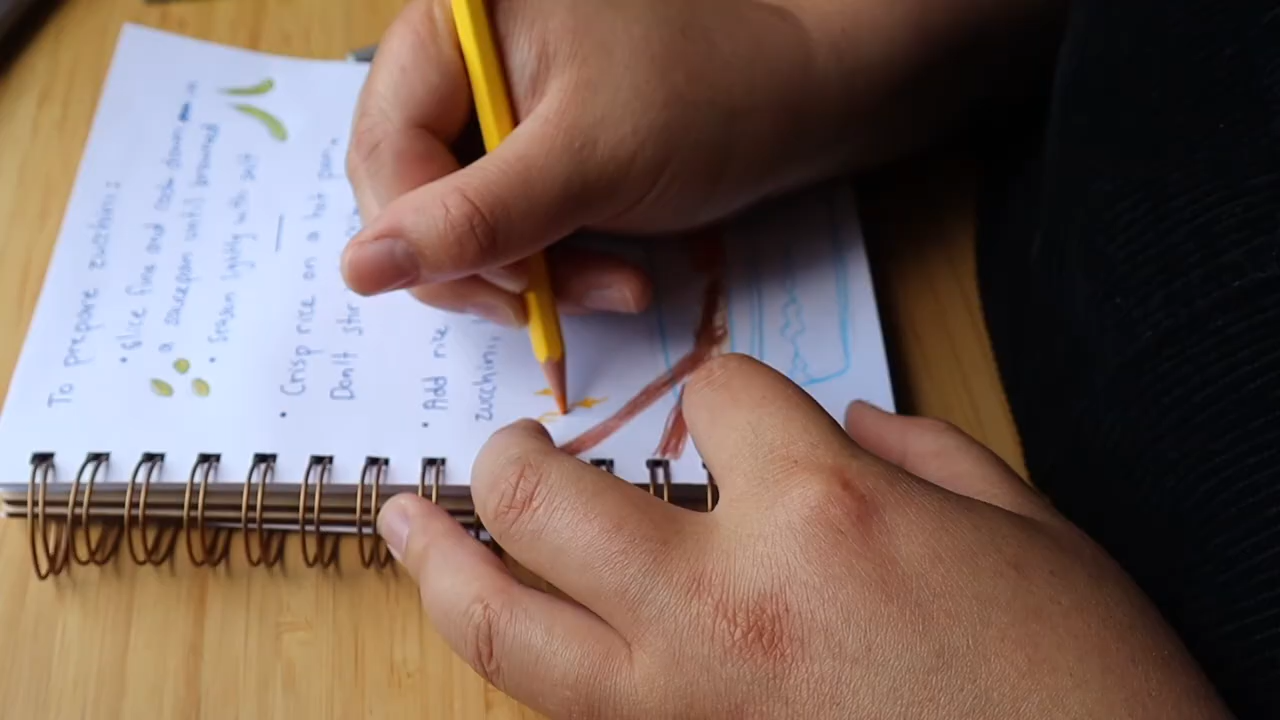 To prepare zucchini:
• Slice fine and cook down in
a saucepan until browned
• Season lightly with salt
• Crisp rice on a hot pan.
Don't stir
• Add rice
zucchini,